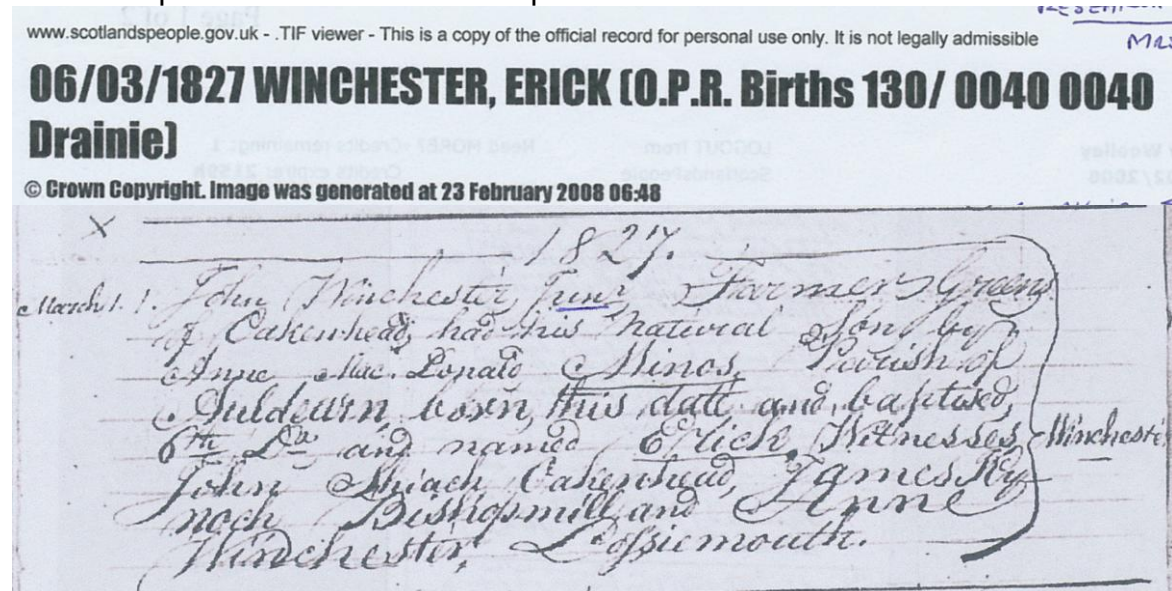 www.scotlandspeople.gov.uk - .TIF viewer - This is a copy of the official record for personal use only. It is not legally admissible
06/03/1827 WINCHESTER, ERICK (O.P.R. Births 130/ 0040 0040
Drainie)
© Crown Copyright. Image was generated at 23 February 2008 06:48
X
1827.
March 1. 1. John Winchester, Junr. Farmer Greens
of Cakenhead, had his Natural Son by
Anne Mac.Donald Minos, Parish of
Auldearn, born, this date and, baptised,
6th Do. and named Erick, Witnesses, Winchester
John Shiach Cakenhead, James Ky-
noch Bishopmill, and Anne
Winchester, Lossiemouth.